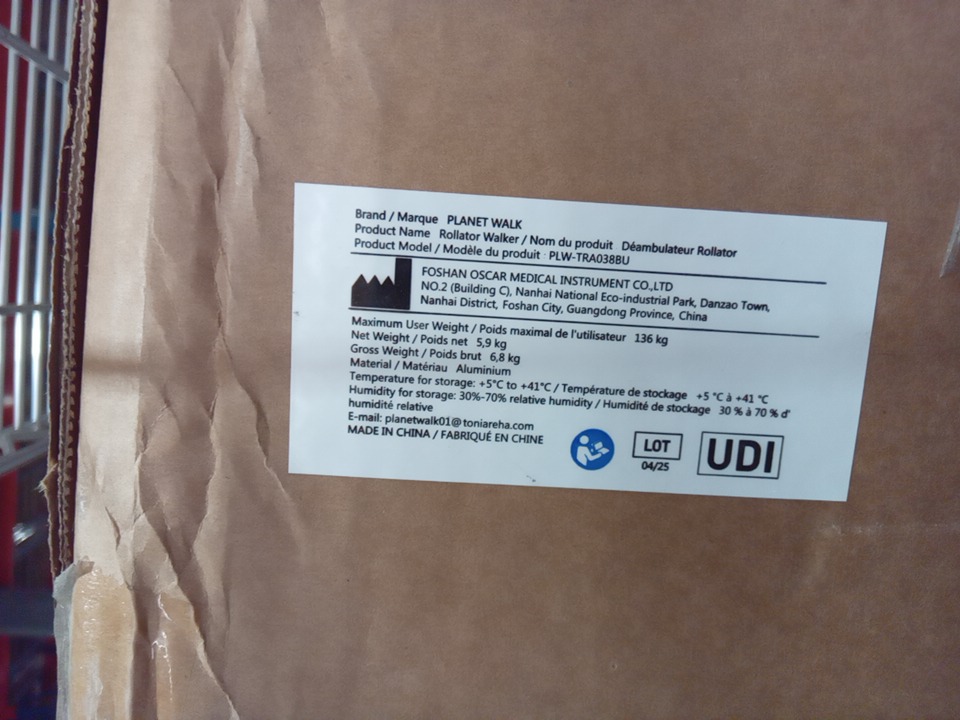 Brand / Marque PLANET WALK
Product Name Rollator Walker / Nom du produit Déambulateur Rollator
Product Model / Modèle du produit PLW-TRA038BU
FOSHAN OSCAR MEDICAL INSTRUMENT CO.,LTD
NO.2 (Building C), Nanhai National Eco-industrial Park, Danzao Town,
Nanhai District, Foshan City, Guangdong Province, China
Maximum User Weight / Poids maximal de l'utilisateur 136 kg
Net Weight / Poids net 5,9 kg
Gross Weight / Poids brut 6,8 kg
Material / Matériau Aluminium
Temperature for storage: +5°C to +41°C / Température de stockage +5 °C à +41 °C
Humidity for storage: 30%-70% relative humidity / Humidité de stockage 30 % à 70 % d'
humidité relative
E-mail: planetwalk01@toniareha.com
MADE IN CHINA / FABRIQUÉ EN CHINE
LOT
04/25
UDI